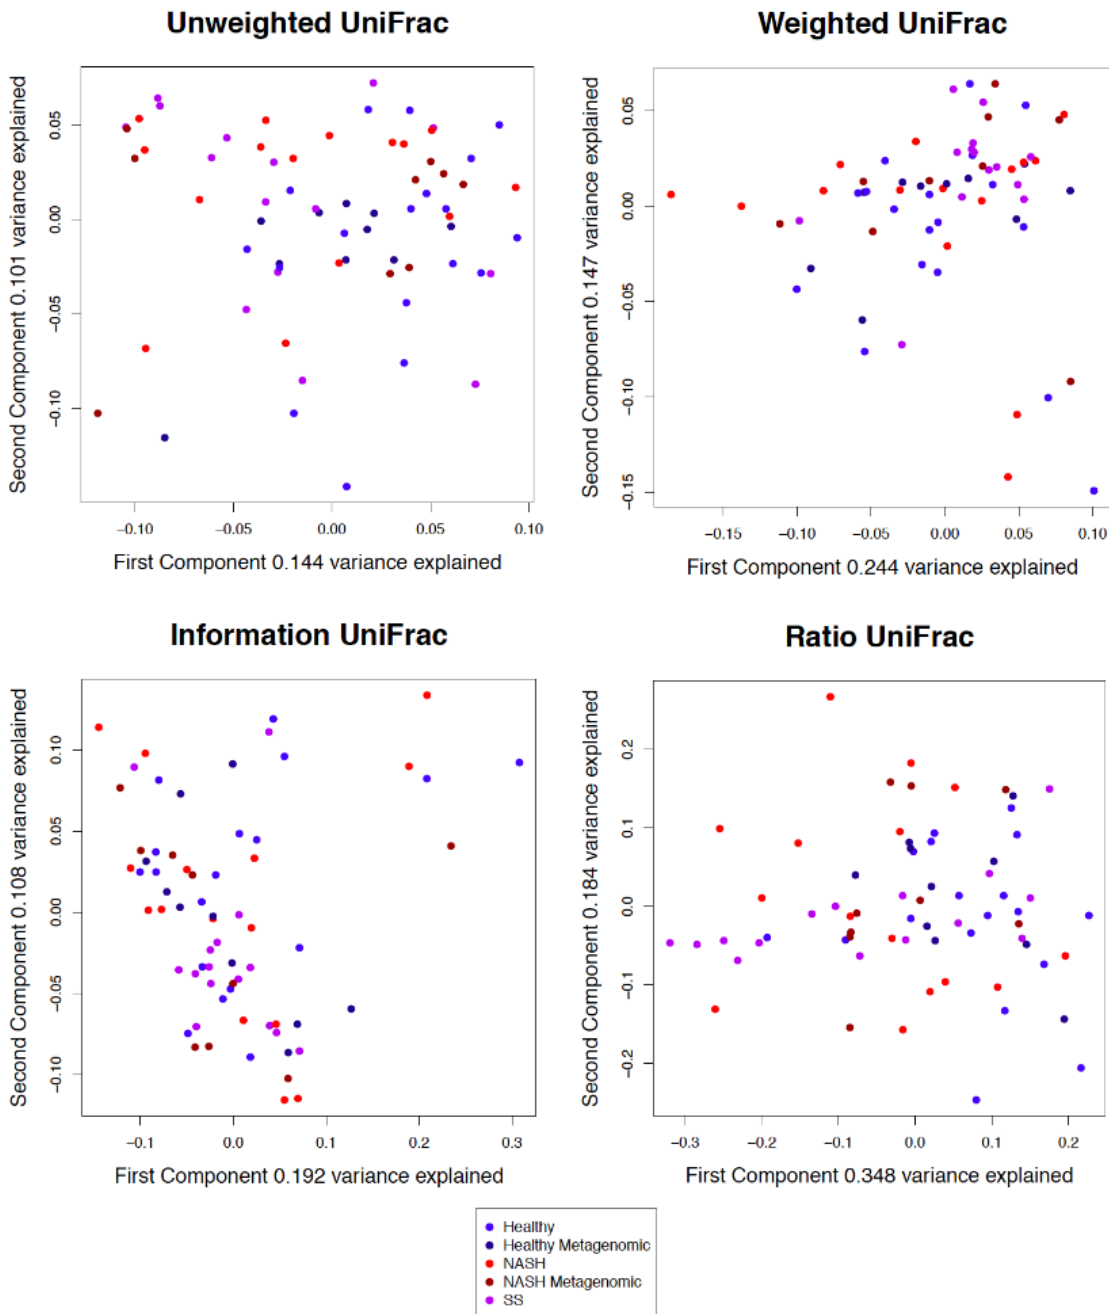 Unweighted UniFrac
Second Component 0.101 variance explained
0.05
0.00
−0.05
−0.10
−0.10 −0.05 0.00 0.05 0.10
First Component 0.144 variance explained
Weighted UniFrac
Second Component 0.147 variance explained
0.05
0.00
−0.05
−0.10
−0.15
−0.15 −0.10 −0.05 0.00 0.05 0.10
First Component 0.244 variance explained
Information UniFrac
Second Component 0.108 variance explained
0.10
0.05
0.00
−0.05
−0.10
−0.1 0.0 0.1 0.2 0.3
First Component 0.192 variance explained
Ratio UniFrac
Second Component 0.184 variance explained
0.2
0.1
0.0
−0.1
−0.2
−0.3 −0.2 −0.1 0.0 0.1 0.2
First Component 0.348 variance explained
Healthy
Healthy Metagenomic
NASH
NASH Metagenomic
SS